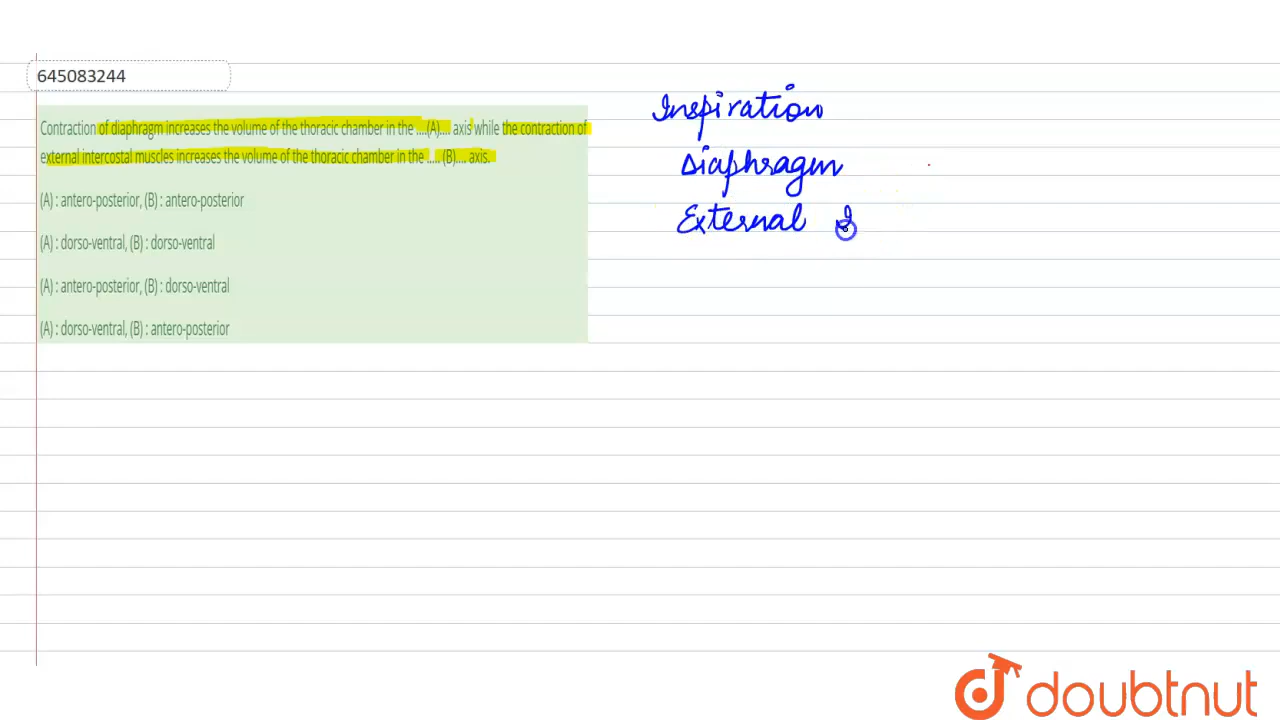 645083244
Contraction of diaphragm increases the volume of the thoracic chamber in the ....(A).... axis while the contraction of
external intercostal muscles increases the volume of the thoracic chamber in the ..... (B).... axis.
(A) : antero-posterior, (B) : antero-posterior
(A) : dorso-ventral, (B) : dorso-ventral
(A) : antero-posterior, (B) : dorso-ventral
(A) : dorso-ventral, (B) : antero-posterior
Inspiration
Diaphragm
External I
doubtnut